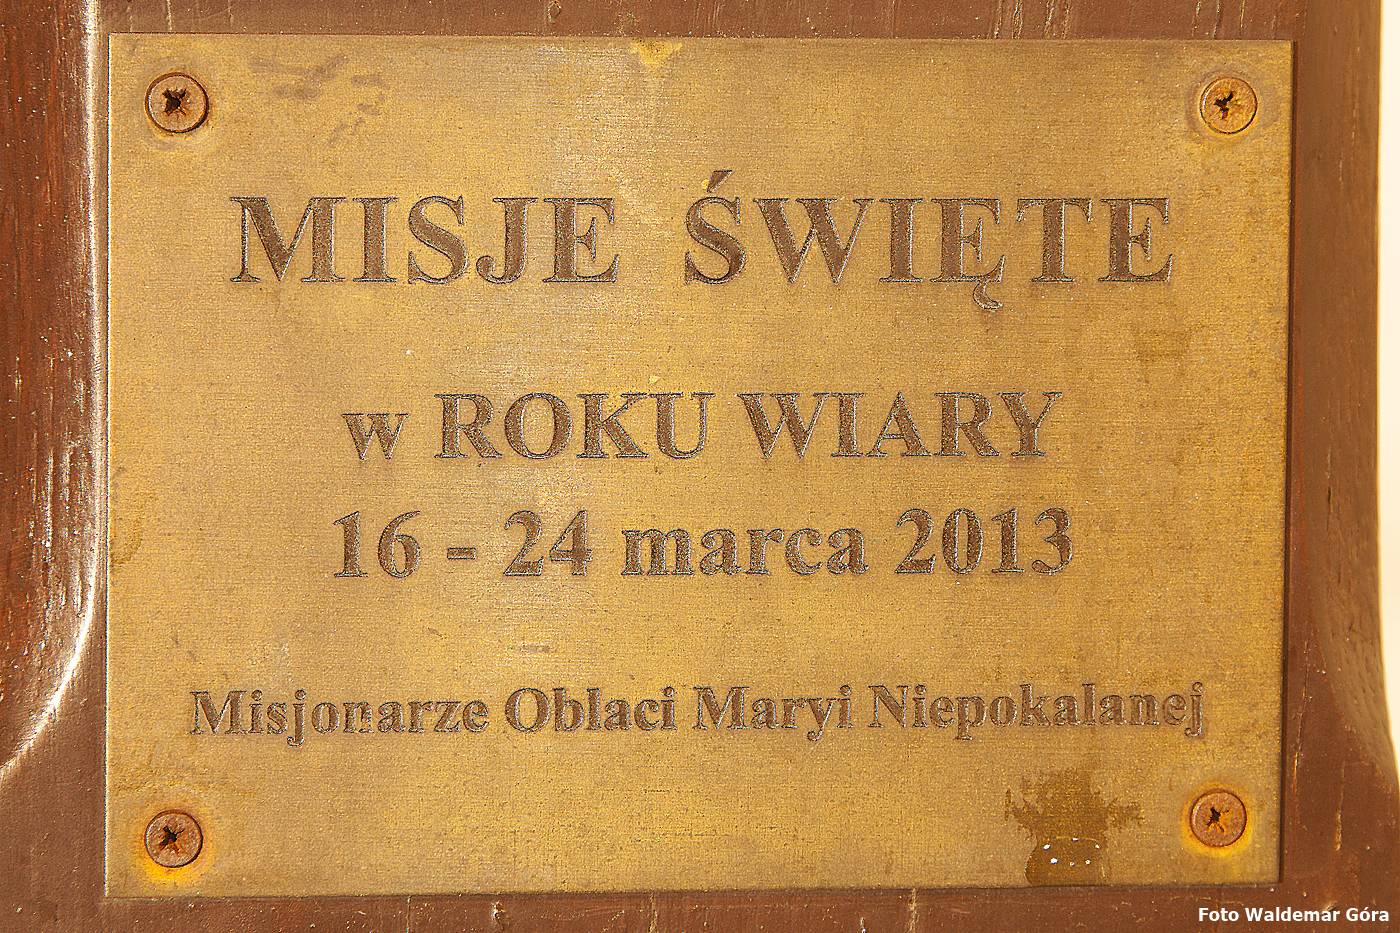 MISJE ŚWIĘTE
w ROKU WIARY
16 - 24 marca 2013
Misjonarze Oblaci Maryi Niepokalanej
Foto Waldemar Góra